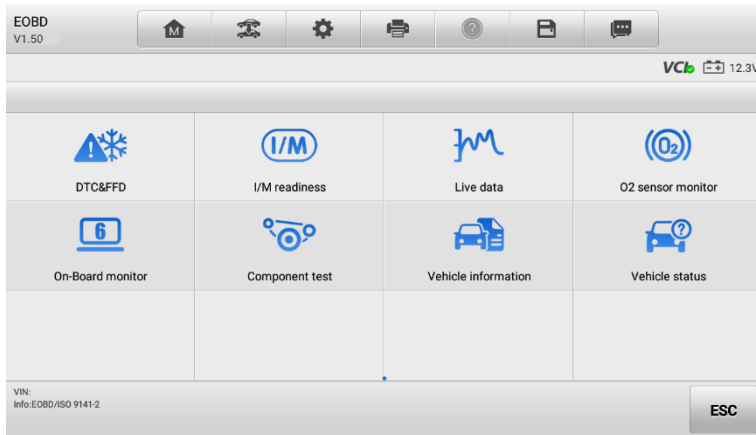 EOBD
V1.50
M
?
VCI 12.3V
I/M
O2
DTC&FFD
I/M readiness
Live data
O2 sensor monitor
6
?
On-Board monitor
Component test
Vehicle information
Vehicle status
VIN:
Info:EOBD/ISO 9141-2
ESC